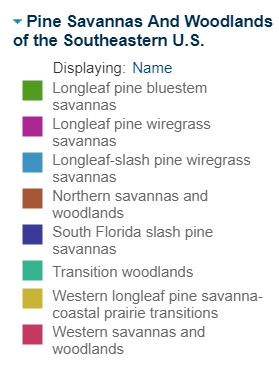 Pine Savannas And Woodlands
of the Southeastern U.S.
Displaying: Name
Longleaf pine bluestem
savannas
Longleaf pine wiregrass
savannas
Longleaf-slash pine wiregrass
savannas
Northern savannas and
woodlands
South Florida slash pine
savannas
Transition woodlands
Western longleaf pine savanna-
coastal prairie transitions
Western savannas and
woodlands